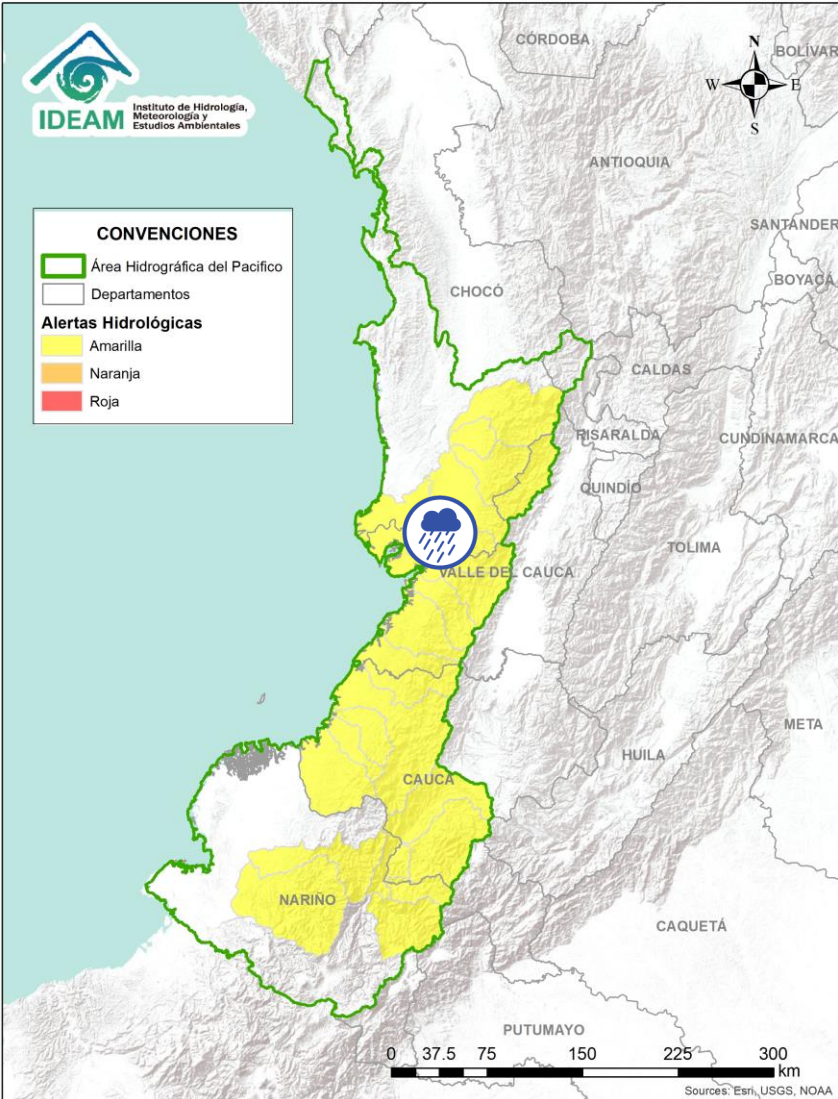 IDEAM
Instituto de Hidrología,
Meteorología y
Estudios Ambientales
CÓRDOBA
BOLÍVAR
N
W
E
S
ANTIOQUIA
SANTANDER
BOYACÁ
CONVENCIONES
Área Hidrográfica del Pacifico
Departamentos
Alertas Hidrológicas
Amarilla
Naranja
Roja
CHOCÓ
CALDAS
RISARALDA
CUNDINAMARCA
QUINDÍO
TOLIMA
VALLE DEL CAUCA
META
HUILA
CAUCA
NARIÑO
CAQUETÁ
PUTUMAYO
0 37.5 75 150 225 300
km
Sources: Esri, USGS, NOAA